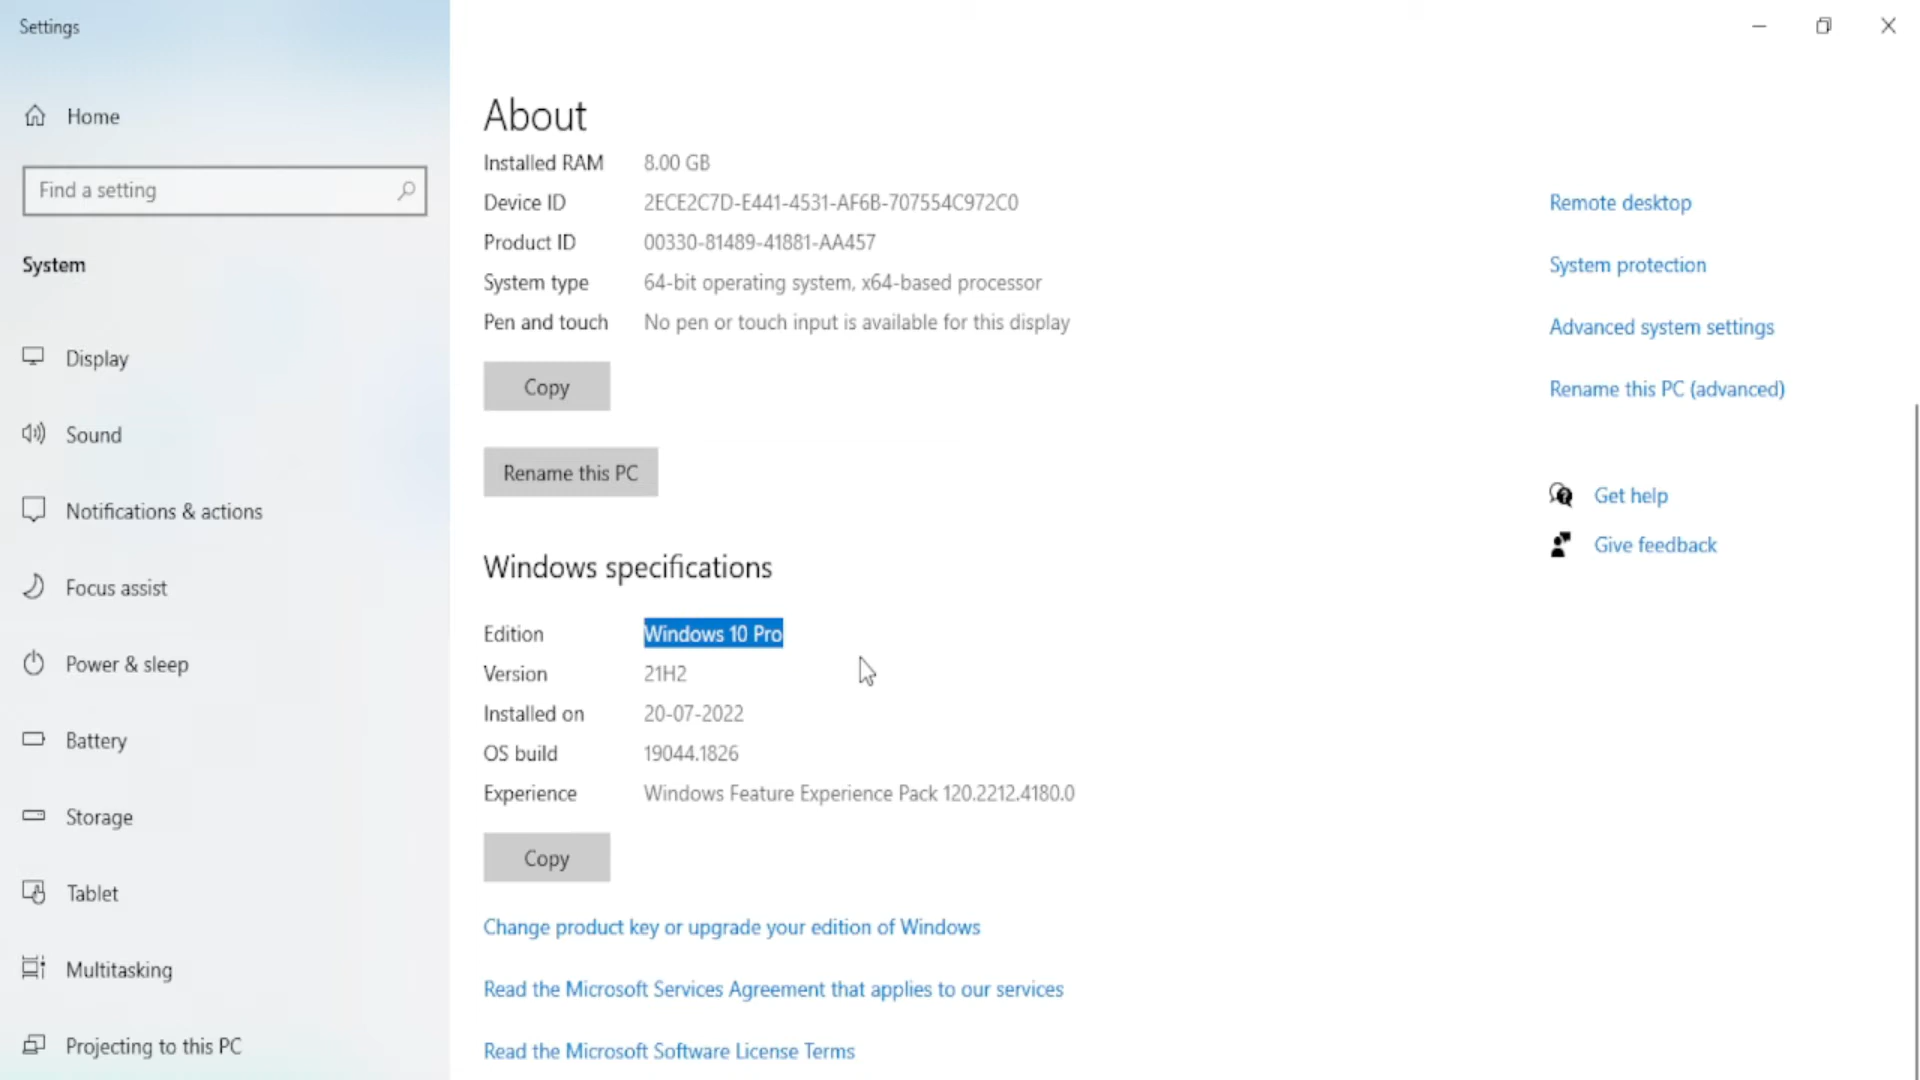 Settings
Home
Find a setting
System
Display
Sound
Notifications & actions
Focus assist
Power & sleep
Battery
Storage
Tablet
Multitasking
Projecting to this PC
About
Installed RAM 8.00 GB
Device ID 2ECE2C7D-E441-4531-AF6B-707554C972C0
Product ID 00330-81489-41881-AA457
System type 64-bit operating system, x64-based processor
Pen and touch No pen or touch input is available for this display
Copy
Rename this PC
Windows specifications
Edition Windows 10 Pro
Version 21H2
Installed on 20-07-2022
OS build 19044.1826
Experience Windows Feature Experience Pack 120.2212.4180.0
Copy
Change product key or upgrade your edition of Windows
Read the Microsoft Services Agreement that applies to our services
Read the Microsoft Software License Terms
Remote desktop
System protection
Advanced system settings
Rename this PC (advanced)
Get help
Give feedback